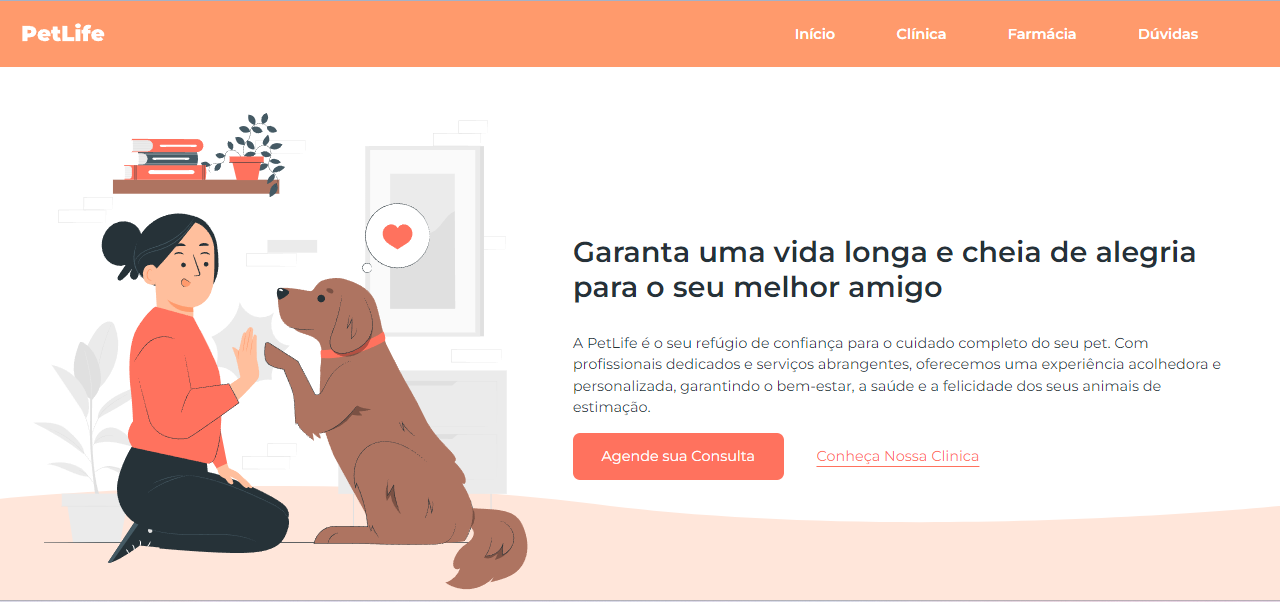 PetLife
Início Clínica Farmácia Dúvidas
Garanta uma vida longa e cheia de alegria
para o seu melhor amigo
A PetLife é o seu refúgio de confiança para o cuidado completo do seu pet. Com
profissionais dedicados e serviços abrangentes, oferecemos uma experiência acolhedora e
personalizada, garantindo o bem-estar, a saúde e a felicidade dos seus animais de
estimação.
Agende sua Consulta
Conheça Nossa Clinica